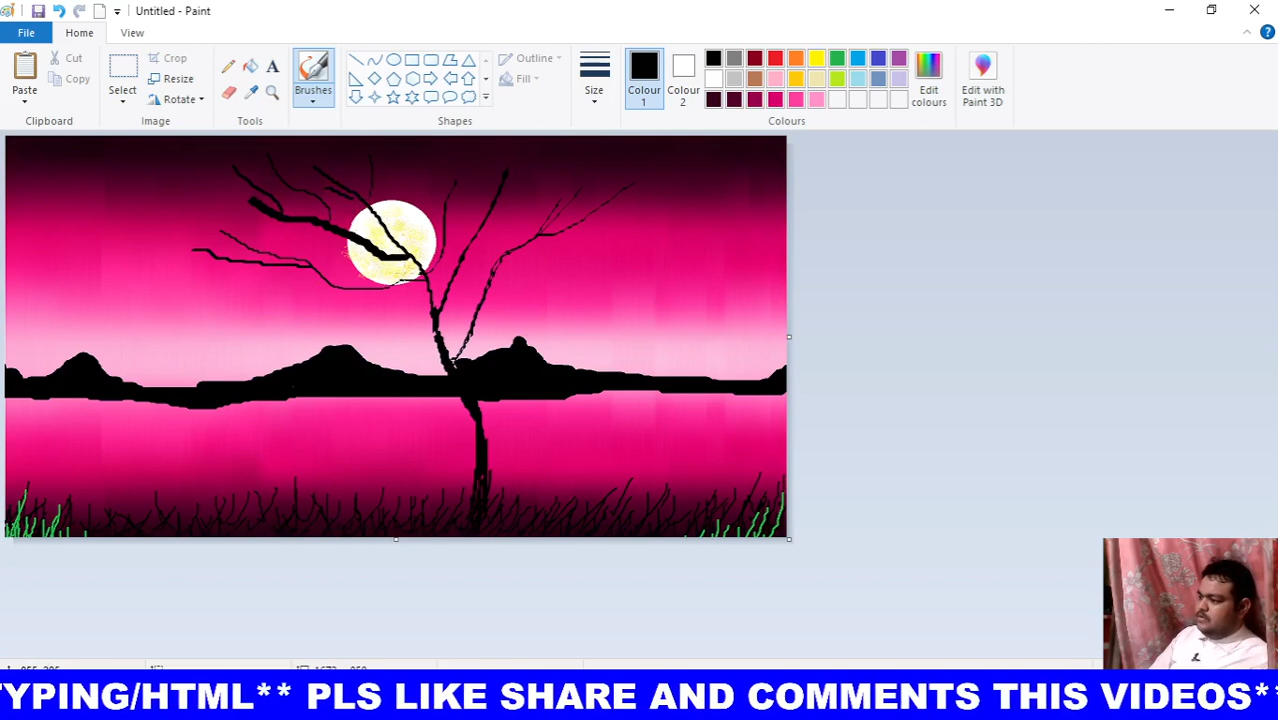 Untitled - Paint
File
Home
View
Cut
Copy
Paste
Clipboard
Crop
Resize
Rotate
Select
Image
Tools
Brushes
Outline
Fill
Shapes
Size
Colour 1
Colour 2
Edit colours
Edit with Paint 3D
Colours
TYPING/HTML** PLS LIKE SHARE AND COMMENTS THIS VIDEOS*